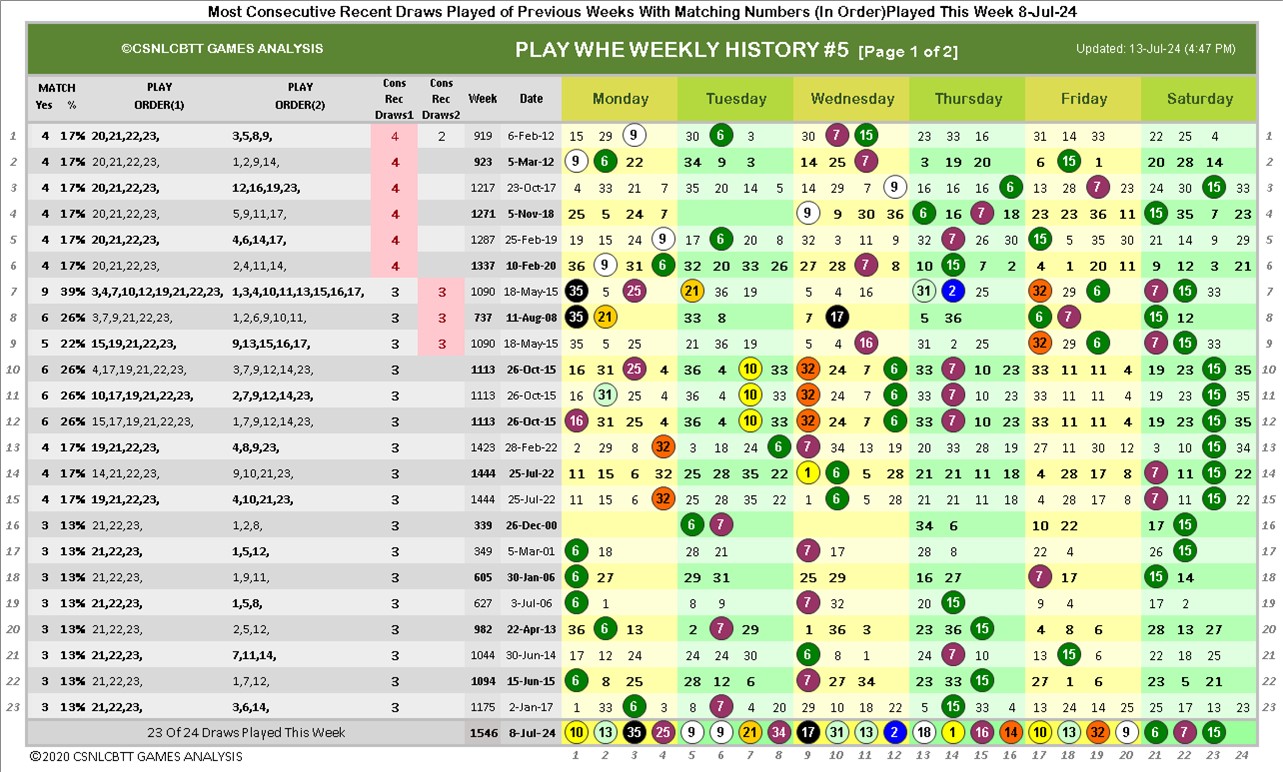 Most Consecutive Recent Draws Played of Previous Weeks With Matching Numbers (In Order)Played This Week 8-Jul-24
©CSNLCBTT GAMES ANALYSIS PLAY WHE WEEKLY HISTORY #5 [Page 1 of 2] Updated: 13-Jul-24 (4:47 PM)
MATCH Yes % PLAY ORDER(1) PLAY ORDER(2) Cons Rec Draws1 Cons Rec Draws2 Week Date Monday Tuesday Wednesday Thursday Friday Saturday
1 4 17% 20,21,22,23, 3,5,8,9, 4 2 919 6-Feb-12 15 29 9 30 6 3 30 10 15 23 33 16 31 14 33 22 25 4 1
2 4 17% 20,21,22,23, 1,2,9,14, 4 923 5-Mar-12 9 6 22 34 9 3 14 25 7 3 19 20 6 15 1 20 28 14 2
3 4 17% 20,21,22,23, 12,16,19,23, 4 1217 23-Oct-17 4 33 21 7 35 20 14 5 14 29 7 9 16 16 16 6 13 28 7 23 24 30 15 33 3
4 4 17% 20,21,22,23, 5,9,11,17, 4 1271 5-Nov-18 25 5 24 7 9 9 30 36 6 16 7 18 23 23 36 11 15 35 7 23 4
5 4 17% 20,21,22,23, 4,6,14,17, 4 1287 25-Feb-19 19 15 24 9 17 6 20 8 32 3 11 9 32 7 26 30 15 5 35 30 21 14 9 29 5
6 4 17% 20,21,22,23, 2,4,11,14, 4 1337 10-Feb-20 36 9 31 6 32 20 33 26 27 28 7 8 10 15 7 2 4 1 20 11 9 12 3 21 6
7 9 39% 3,4,7,10,12,19,21,22,23, 1,3,4,10,11,13,15,16,17, 3 3 1090 18-May-15 35 5 25 21 36 19 5 4 16 31 2 25 32 29 6 7 15 33 7
8 6 26% 3,7,9,21,22,23, 1,2,6,9,10,11, 3 3 737 11-Aug-08 35 21 33 8 7 17 5 36 6 7 15 12 8
9 5 22% 15,19,21,22,23, 9,13,15,16,17, 3 3 1090 18-May-15 35 5 25 21 36 19 5 4 16 31 2 25 32 29 6 7 15 33 9
10 6 26% 4,17,19,21,22,23, 3,7,9,12,14,23, 3 1113 26-Oct-15 16 31 25 4 36 4 10 33 32 24 7 6 33 7 10 23 33 11 11 4 19 23 15 35 10
11 6 26% 10,17,19,21,22,23, 2,7,9,12,14,23, 3 1113 26-Oct-15 16 31 25 4 36 4 10 33 32 24 7 6 33 7 10 23 33 11 11 4 19 23 15 35 11
12 6 26% 15,17,19,21,22,23, 1,7,9,12,14,23, 3 1113 26-Oct-15 16 31 25 4 36 4 10 33 32 24 7 6 33 7 10 23 33 11 11 4 19 23 15 35 12
13 4 17% 19,21,22,23, 4,8,9,23, 3 1423 28-Feb-22 2 29 8 32 3 18 24 6 7 34 13 19 20 33 28 19 27 11 30 12 3 10 15 33 13
14 4 17% 14,21,22,23, 9,10,21,23, 3 1444 25-Jul-22 11 15 6 32 25 28 35 22 1 6 5 28 21 21 11 18 4 28 17 8 7 11 15 22 14
15 4 17% 19,21,22,23, 4,10,21,23, 3 1444 25-Jul-22 11 15 6 32 25 28 35 22 1 6 5 28 21 21 11 18 4 28 17 8 7 11 15 22 15
16 3 13% 21,22,23, 1,2,8, 3 339 26-Dec-00 6 7 34 6 10 22 17 15 16
17 3 13% 21,22,23, 1,5,12, 3 349 5-Mar-01 6 18 28 21 7 17 28 8 22 4 26 15 17
18 3 13% 21,22,23, 1,9,11, 3 605 30-Jan-06 6 27 29 31 25 29 16 27 7 17 15 14 18
19 3 13% 21,22,23, 1,5,8, 3 627 3-Jul-06 6 1 8 9 7 32 20 15 9 4 17 2 19
20 3 13% 21,22,23, 2,5,12, 3 982 22-Apr-13 36 6 13 2 7 29 1 36 3 23 36 15 4 8 6 28 13 27 20
21 3 13% 21,22,23, 7,11,14, 3 1044 30-Jun-14 17 12 24 24 24 30 6 8 1 24 7 10 13 15 6 22 18 25 21
22 3 13% 21,22,23, 1,7,12, 3 1094 15-Jun-15 6 8 25 28 12 6 7 27 34 23 33 15 27 1 6 23 5 21 22
23 3 13% 21,22,23, 3,6,14, 3 1175 2-Jan-17 1 33 6 3 8 7 4 20 29 10 18 22 5 15 33 4 13 24 14 25 25 17 13 23 23
23 Of 24 Draws Played This Week 1546 8-Jul-24 10 13 35 25 9 9 21 34 17 31 13 2 18 1 16 14 10 13 32 9 6 7 15
©2020 CSNLCBTT GAMES ANALYSIS 1 2 3 4 5 6 7 8 9 10 11 12 13 14 15 16 17 18 19 20 21 22 23 24